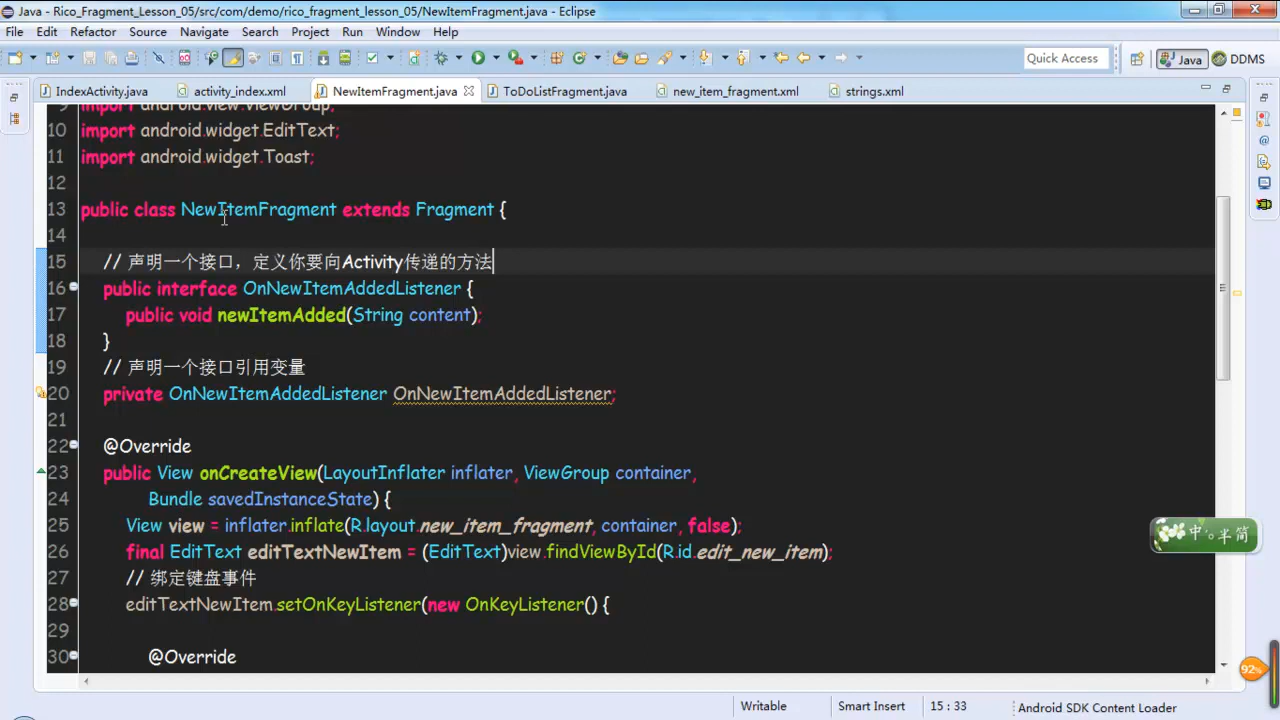 Java - Rico_Fragment_Lesson_05/src/com/demo/rico_fragment_lesson_05/NewItemFragment.java - Eclipse
File Edit Refactor Source Navigate Search Project Run Window Help
Quick Access Java DDMS
IndexActivity.java activity_index.xml NewItemFragment.java ToDoListFragment.java new_item_fragment.xml strings.xml
9 import android.view.ViewGroup;
10 import android.widget.EditText;
11 import android.widget.Toast;
12
13 public class NewItemFragment extends Fragment {
14
15 // 声明一个接口，定义你要向Activity传递的方法
16 public interface OnNewItemAddedListener {
17 public void newItemAdded(String content);
18 }
19 // 声明一个接口引用变量
20 private OnNewItemAddedListener OnNewItemAddedListener;
21
22 @Override
23 public View onCreateView(LayoutInflater inflater, ViewGroup container,
24 Bundle savedInstanceState) {
25 View view = inflater.inflate(R.layout.new_item_fragment, container, false);
26 final EditText editTextNewItem = (EditText)view.findViewById(R.id.edit_new_item);
27 // 绑定键盘事件
28 editTextNewItem.setOnKeyListener(new OnKeyListener() {
29
30 @Override
中 半 简
92%
Writable Smart Insert 15 : 33 Android SDK Content Loader